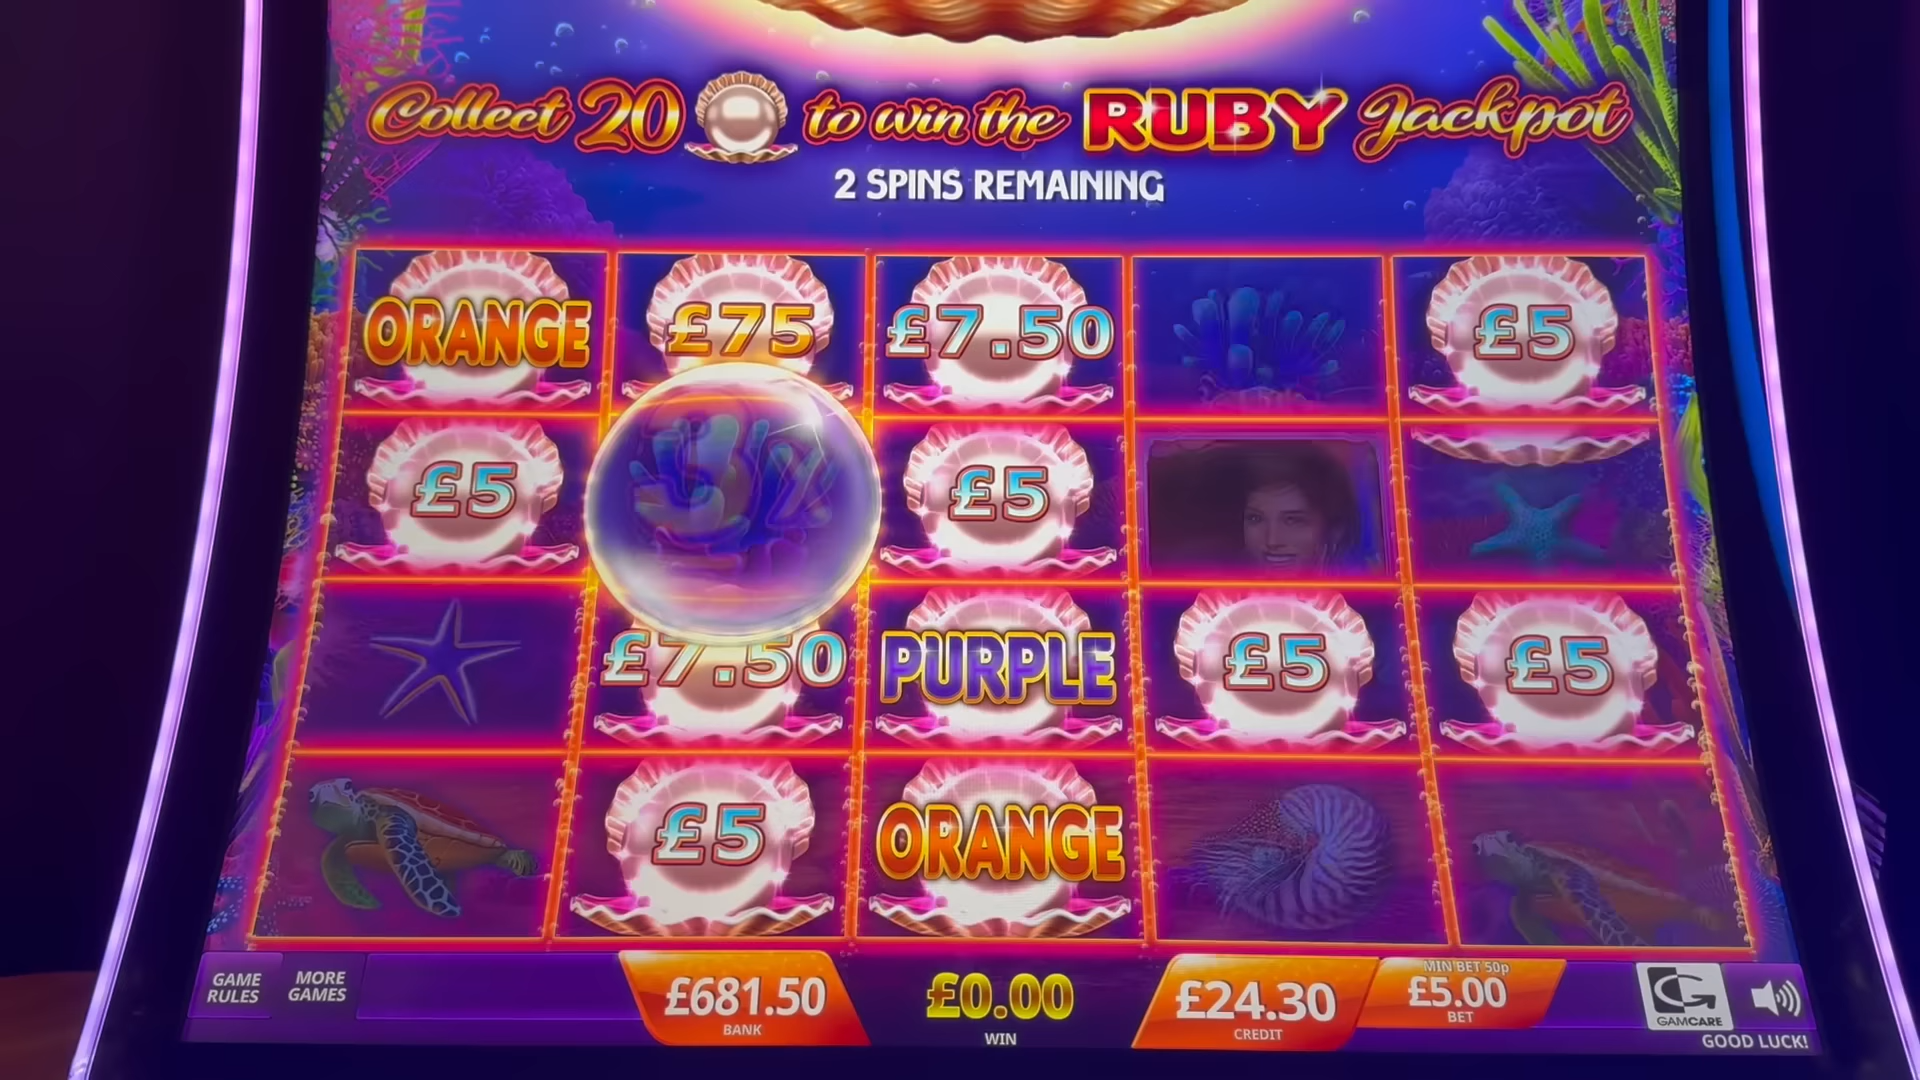 Collect 20 to win the RUBY Jackpot
2 SPINS REMAINING
ORANGE £75 £7.50 £5
£5 £5
£7.50 PURPLE £5 £5
£5 ORANGE
GAME RULES
MORE GAMES
£681.50
BANK
£0.00
WIN
£24.30
CREDIT
MIN BET 50p
£5.00
BET
GAMCARE
GOOD LUCK!